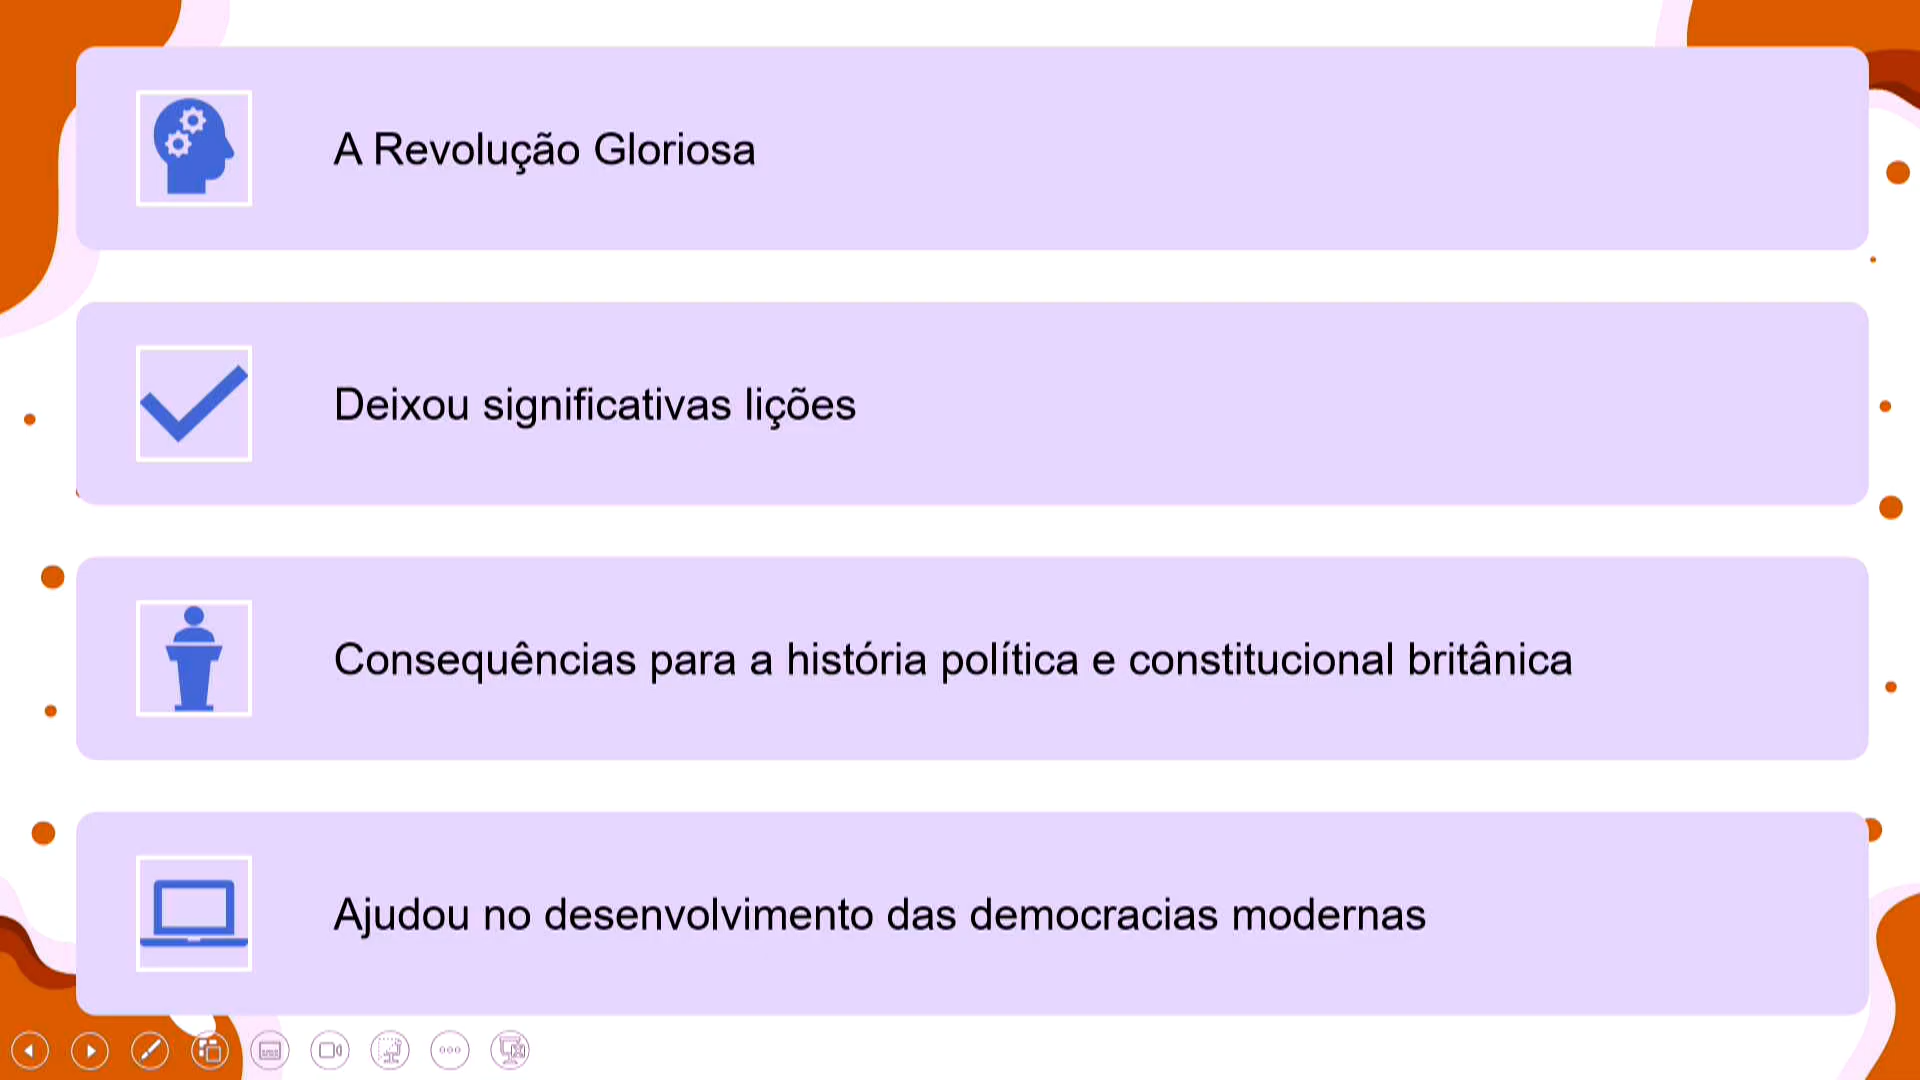 A Revolução Gloriosa
Deixou significativas lições
Consequências para a história política e constitucional britânica
Ajudou no desenvolvimento das democracias modernas